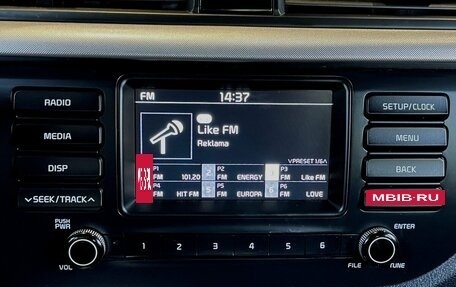 FM 14:37
RADIO
MEDIA
DISP
SEEK/TRACK
SETUP/CLOCK
MENU
BACK
MBIB-RU
Like FM
Reklama
VPRESET 1/6A
P1 FM 101.20 2 P2 FM ENERGY P3 FM Like FM
P4 FM HIT FM 5 P5 FM EUROPA P6 FM LOVE
PUSH PWR
VOL
1 2 3 4 5 6
ENTER
FILE TUNE